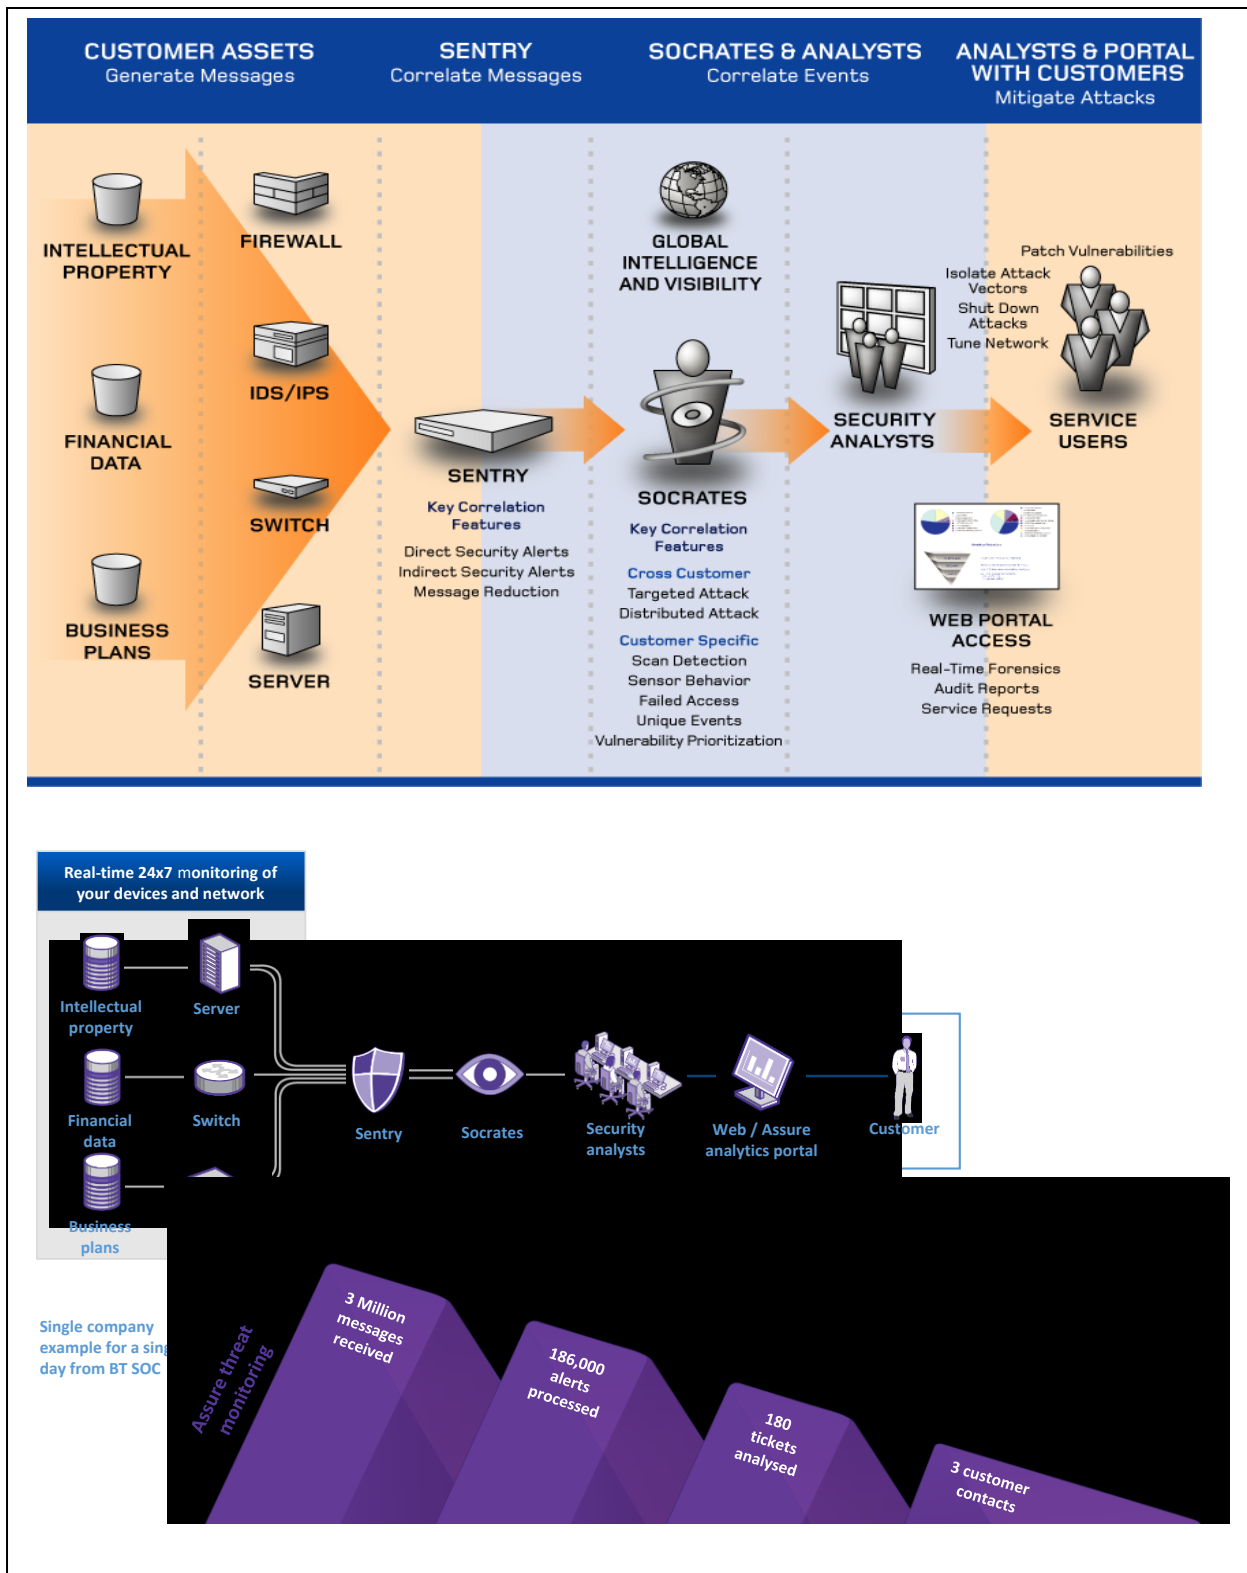 CUSTOMER ASSETS
Generate Messages
SENTRY
Correlate Messages
SOCRATES & ANALYSTS
Correlate Events
ANALYSTS & PORTAL
WITH CUSTOMERS
Mitigate Attacks
INTELLECTUAL
PROPERTY
FINANCIAL
DATA
BUSINESS
PLANS
FIREWALL
IDS/IPS
SWITCH
SERVER
SENTRY
Key Correlation
Features
Direct Security Alerts
Indirect Security Alerts
Message Reduction
GLOBAL
INTELLIGENCE
AND VISIBILITY
SOCRATES
Key Correlation
Features
Cross Customer
Targeted Attack
Distributed Attack
Customer Specific
Scan Detection
Sensor Behavior
Failed Access
Unique Events
Vulnerability Prioritization
SECURITY
ANALYSTS
Patch Vulnerabilities
Isolate Attack
Vectors
Shut Down
Attacks
Tune Network
SERVICE
USERS
WEB PORTAL
ACCESS
Real-Time Forensics
Audit Reports
Service Requests
Real-time 24x7 monitoring of
your devices and network
Intellectual
property
Server
Financial
data
Switch
Business
plans
Sentry
Socrates
Security
analysts
Web / Assure
analytics portal
Customer
Single company
example for a
day from BT SOC
Assure threat
monitoring
3 Million
messages
received
186,000
alerts
processed
180
tickets
analysed
3 customer
contacts